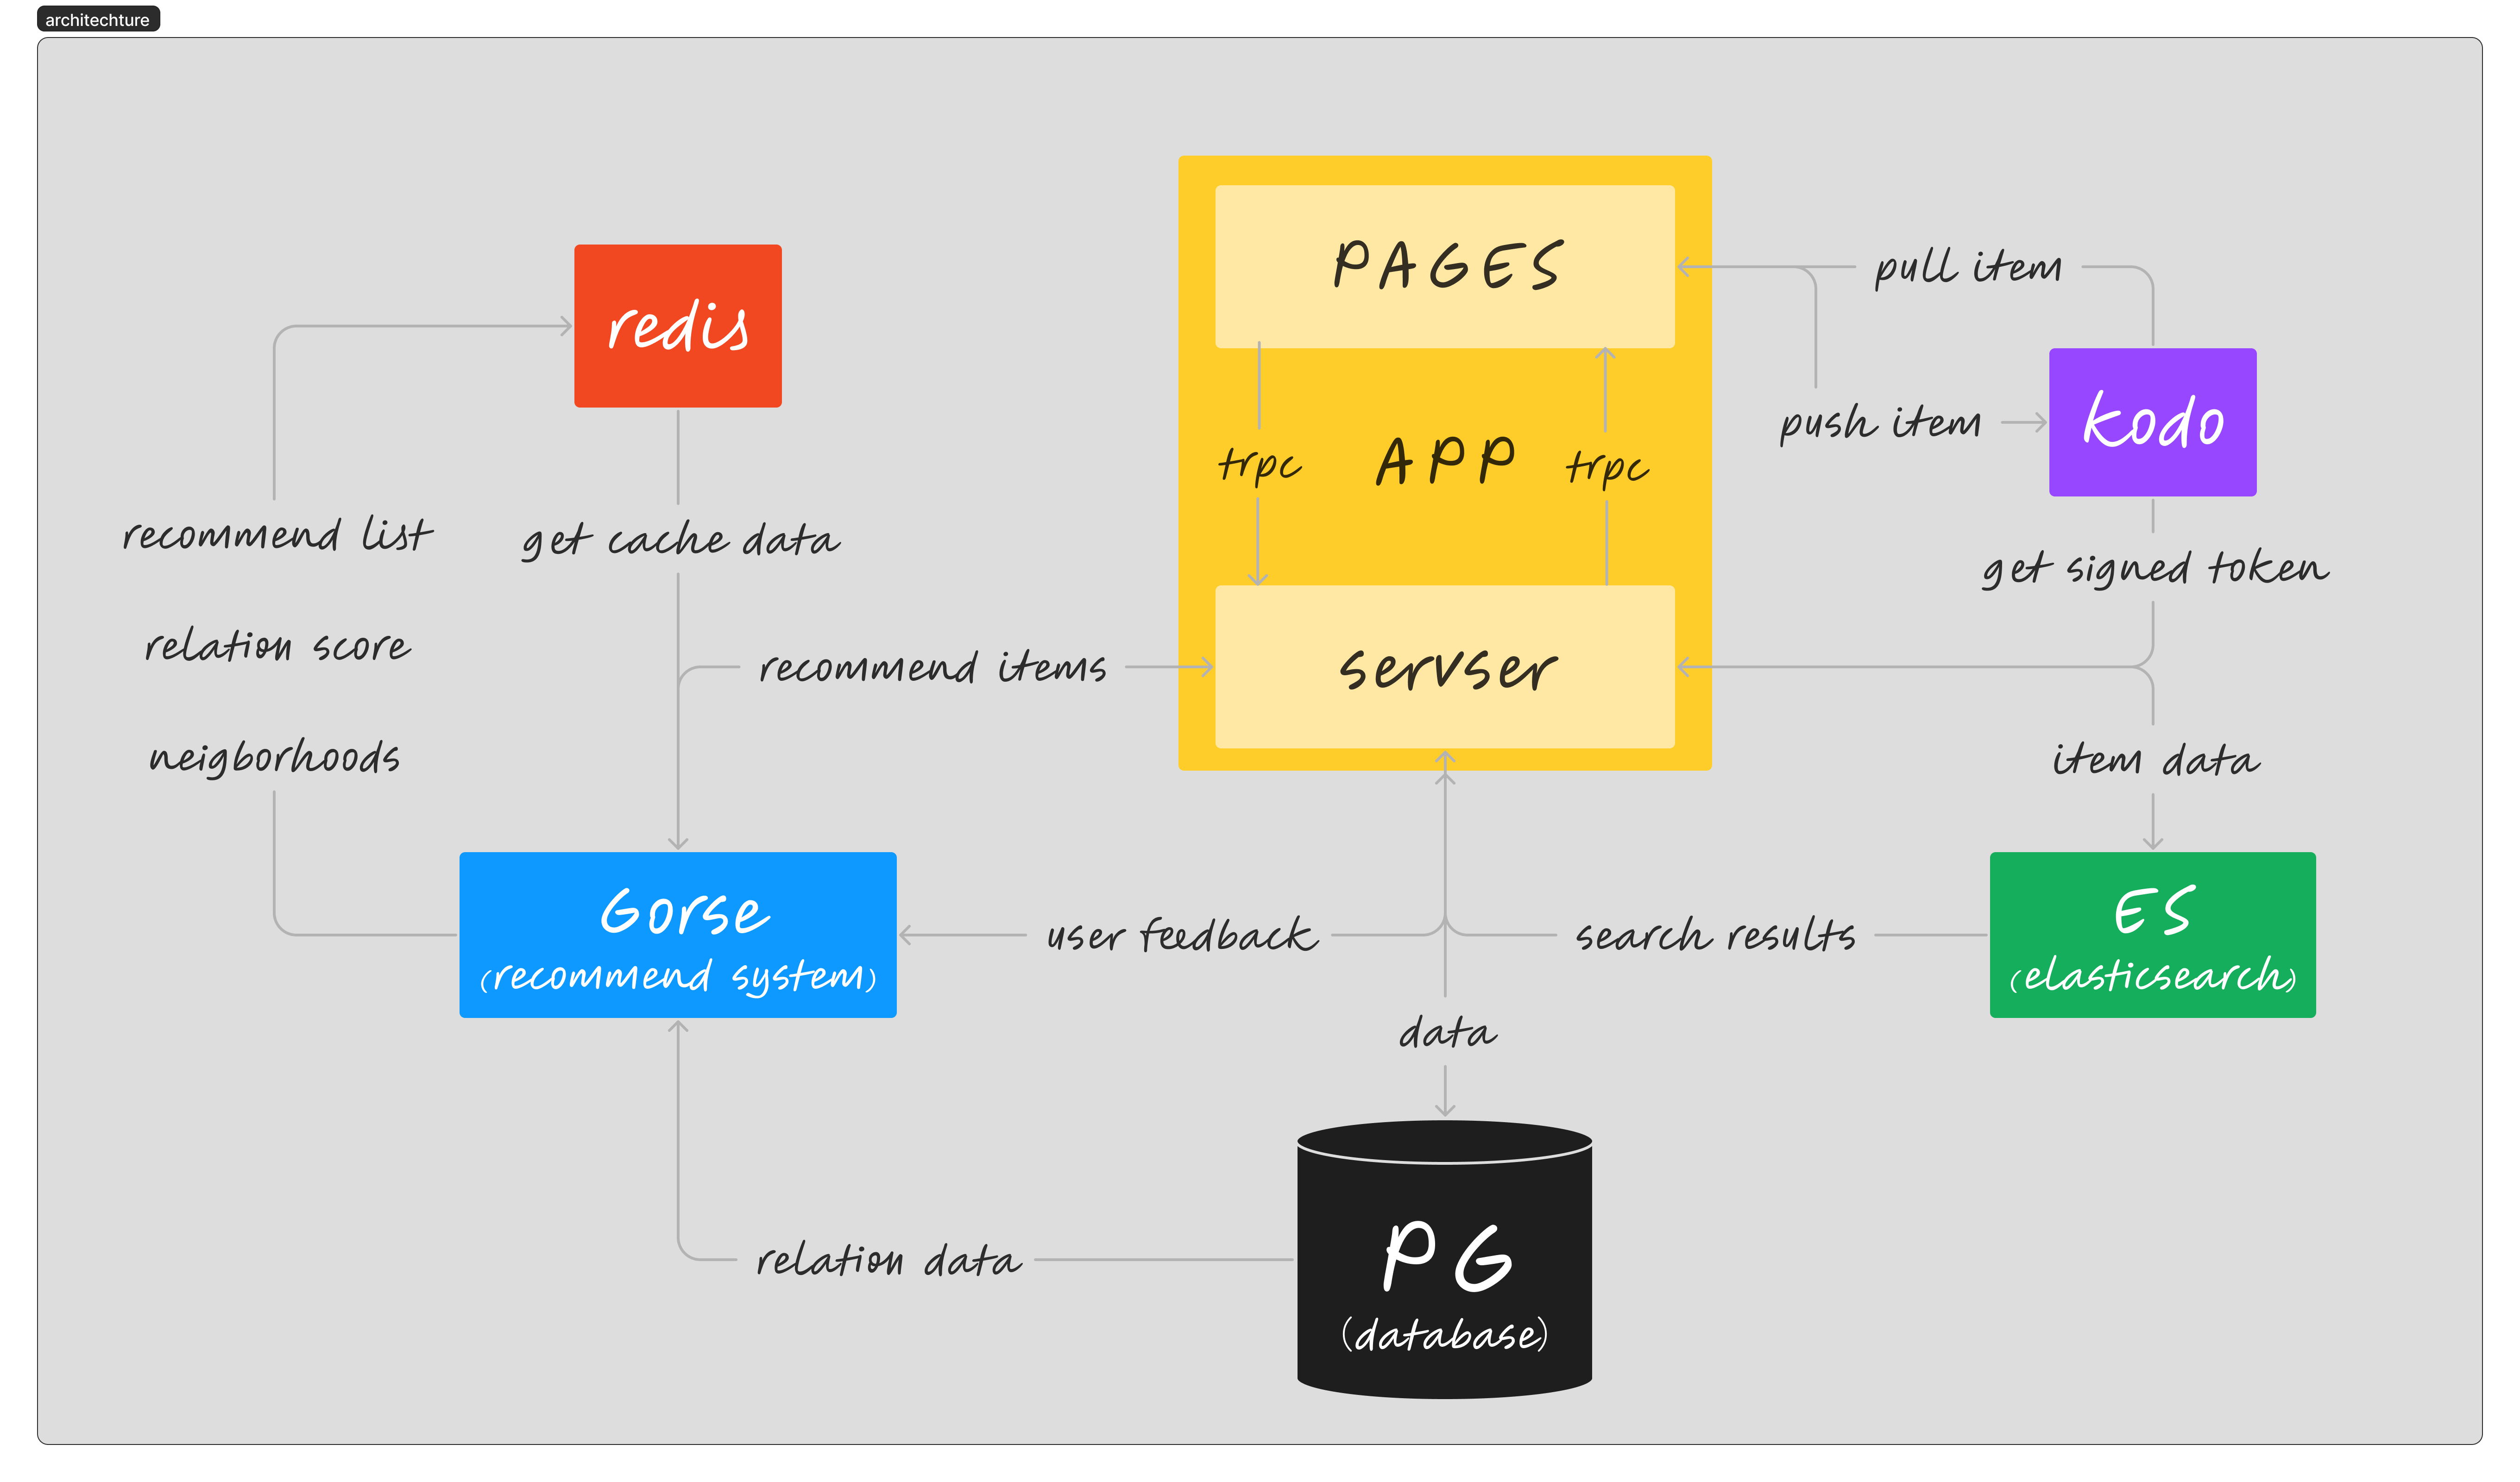 architechture
PAGES
redis
pull item
kodo
push item
trpc
APP
trpc
recommend list
get cache data
get signed token
relation score
recommend items
servser
neigborhoods
item data
Gorse
(recommend system)
user feedback
search results
ES
(elasticsearch)
data
relation data
PG
(database)